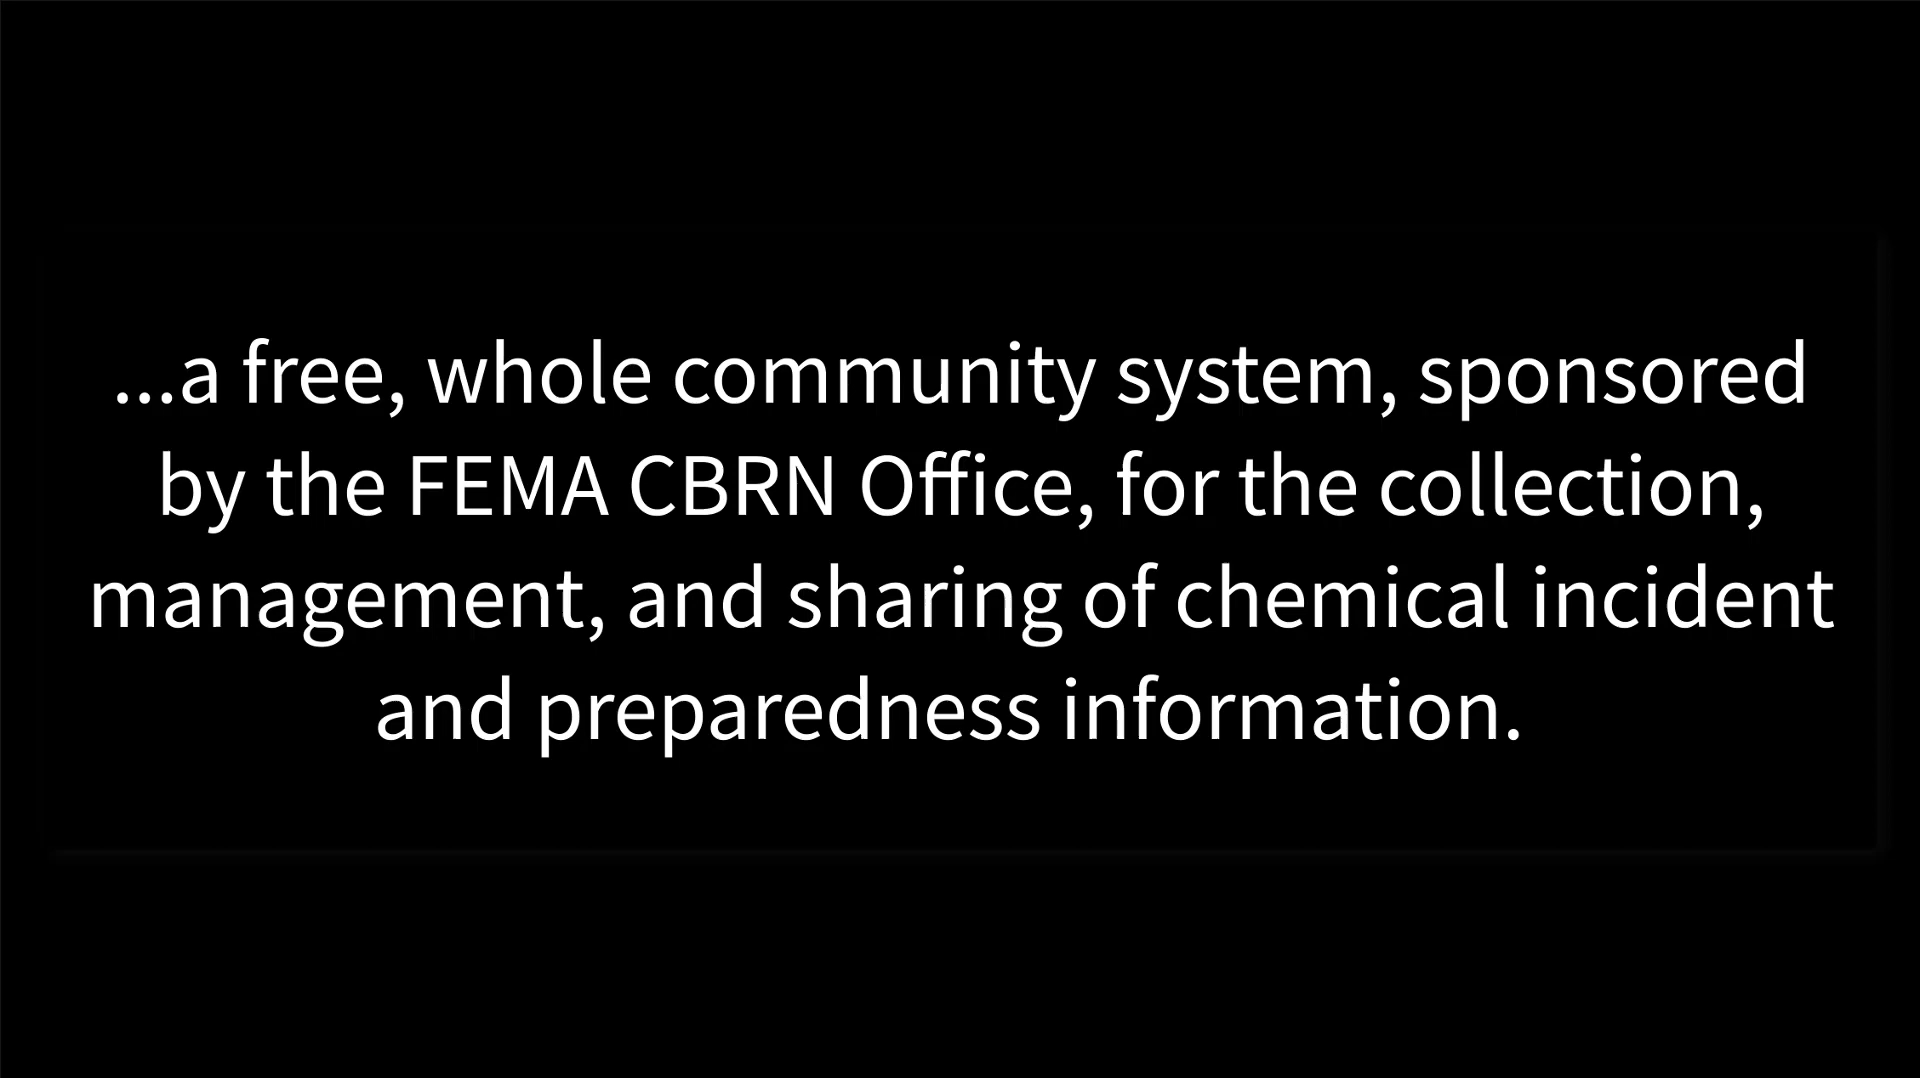 ...a free, whole community system, sponsored
by the FEMA CBRN Office, for the collection,
management, and sharing of chemical incident
and preparedness information.